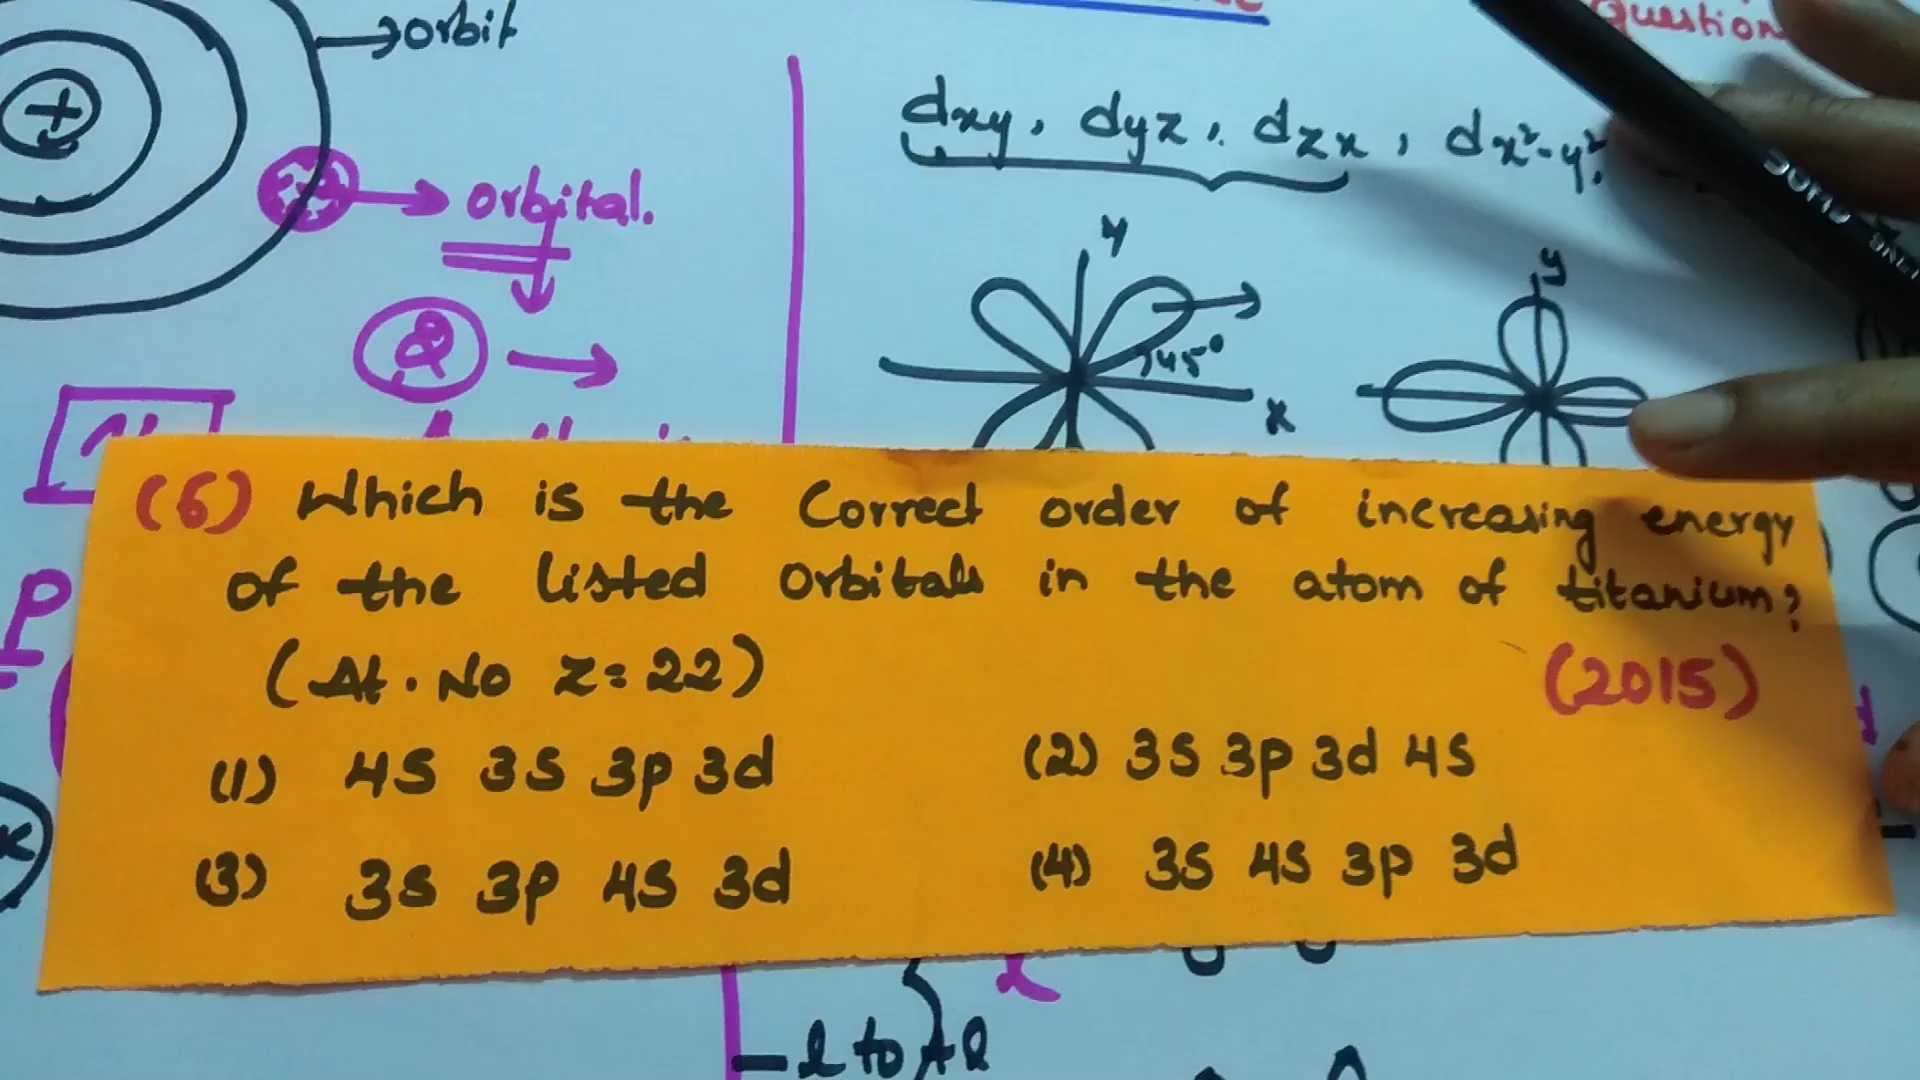 orbit
question
dxy, dyz, dzx, dx²-y²,
orbital.
y
y
45°
x
P
(6) Which is the correct order of increasing energy
of the listed orbitals in the atom of titanium?
(At. No z=22)
(2015)
(1) 4s 3s 3p 3d
(2) 3s 3p 3d 4s
(3) 3s 3p 4s 3d
(4) 3s 4s 3p 3d